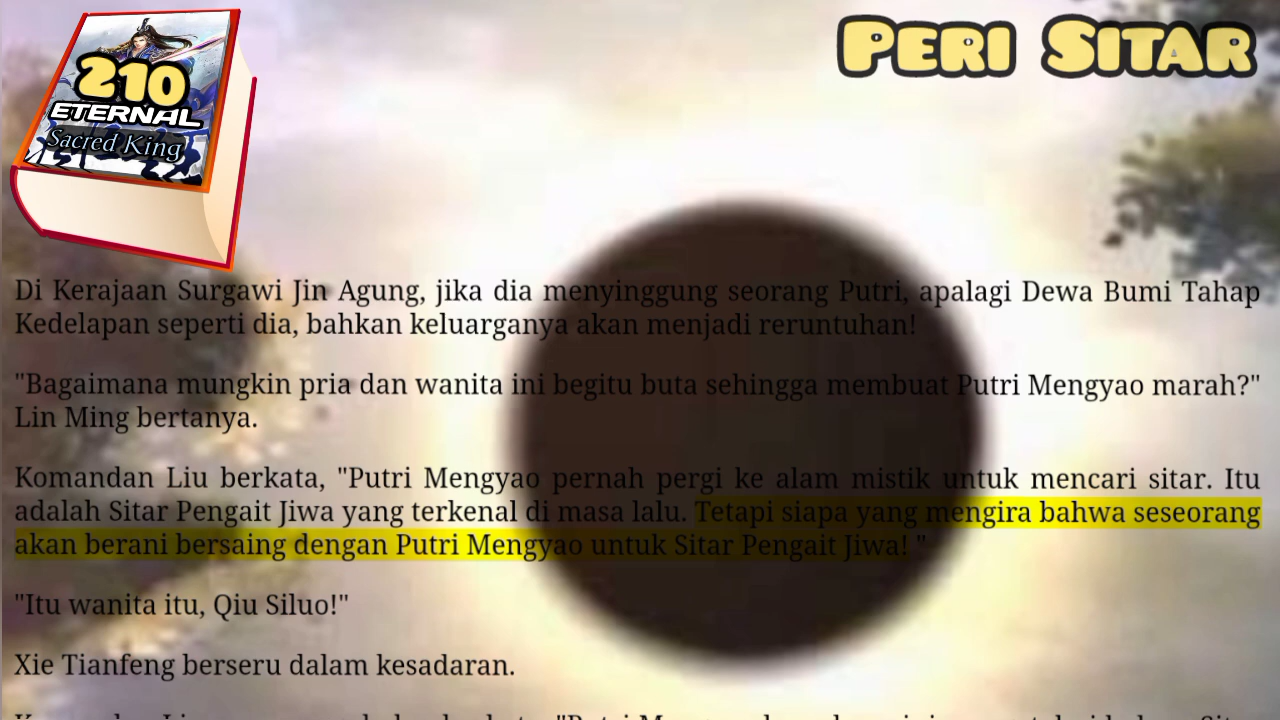 210
ETERNAL
Sacred King
PERI SITAR
Di Kerajaan Surgawi Jin Agung, jika dia menyinggung seorang Putri, apalagi Dewa Bumi Tahap
Kedelapan seperti dia, bahkan keluarganya akan menjadi reruntuhan!
"Bagaimana mungkin pria dan wanita ini begitu buta sehingga membuat Putri Mengyao marah?"
Lin Ming bertanya.
Komandan Liu berkata, "Putri Mengyao pernah pergi ke alam mistik untuk mencari sitar. Itu
adalah Sitar Pengait Jiwa yang terkenal di masa lalu. Tetapi siapa yang mengira bahwa seseorang
akan berani bersaing dengan Putri Mengyao untuk Sitar Pengait Jiwa! "
"Itu wanita itu, Qiu Siluo!"
Xie Tianfeng berseru dalam kesadaran.